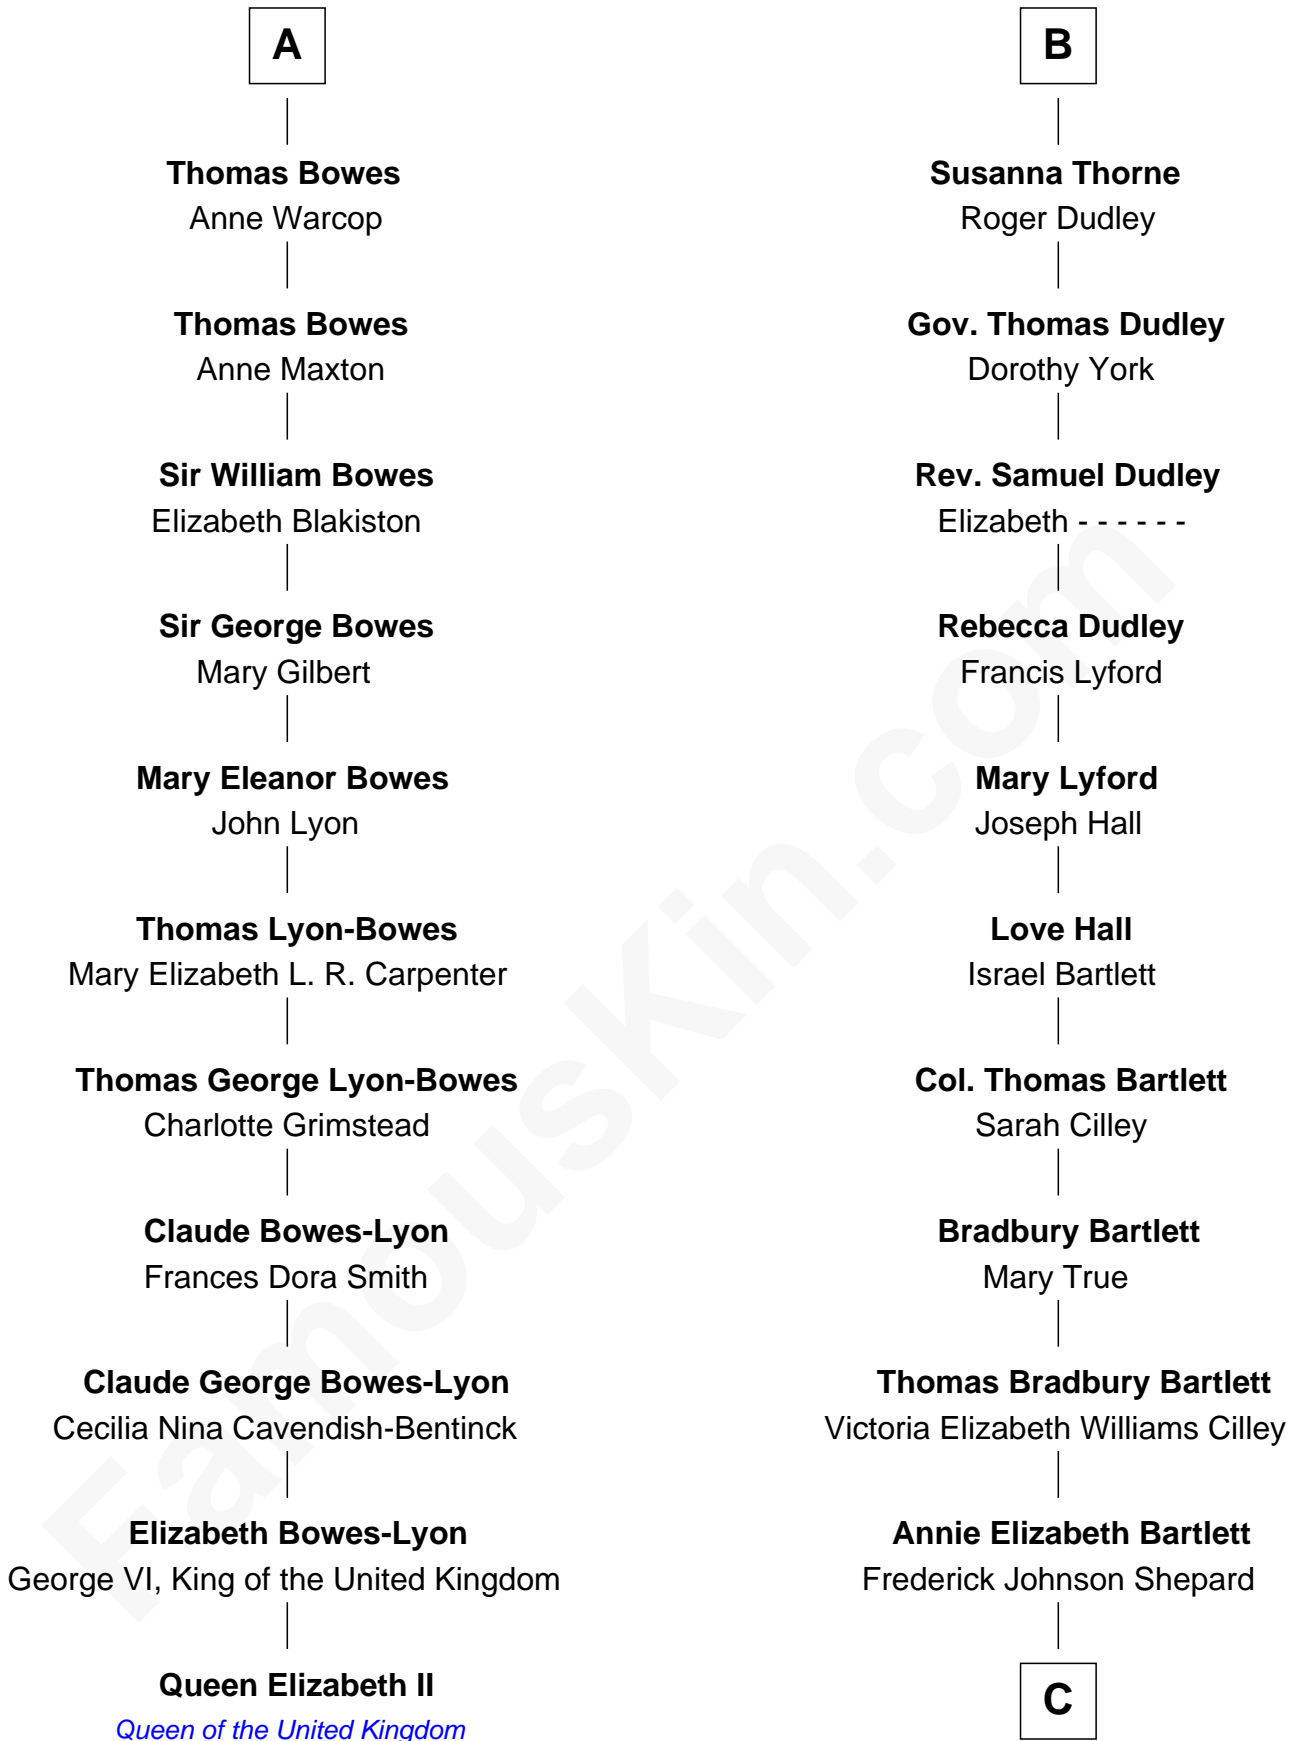 A
Thomas Bowes
Anne Warcop
Thomas Bowes
Anne Maxton
Sir William Bowes
Elizabeth Blakiston
Sir George Bowes
Mary Gilbert
Mary Eleanor Bowes
John Lyon
Thomas Lyon-Bowes
Mary Elizabeth L. R. Carpenter
Thomas George Lyon-Bowes
Charlotte Grimstead
Claude Bowes-Lyon
Frances Dora Smith
Claude George Bowes-Lyon
Cecilia Nina Cavendish-Bentinck
Elizabeth Bowes-Lyon
George VI, King of the United Kingdom
Queen Elizabeth II
Queen of the United Kingdom
B
Susanna Thorne
Roger Dudley
Gov. Thomas Dudley
Dorothy York
Rev. Samuel Dudley
Elizabeth - - - - - -
Rebecca Dudley
Francis Lyford
Mary Lyford
Joseph Hall
Love Hall
Israel Bartlett
Col. Thomas Bartlett
Sarah Cilley
Bradbury Bartlett
Mary True
Thomas Bradbury Bartlett
Victoria Elizabeth Williams Cilley
Annie Elizabeth Bartlett
Frederick Johnson Shepard
C
FamousKin.com